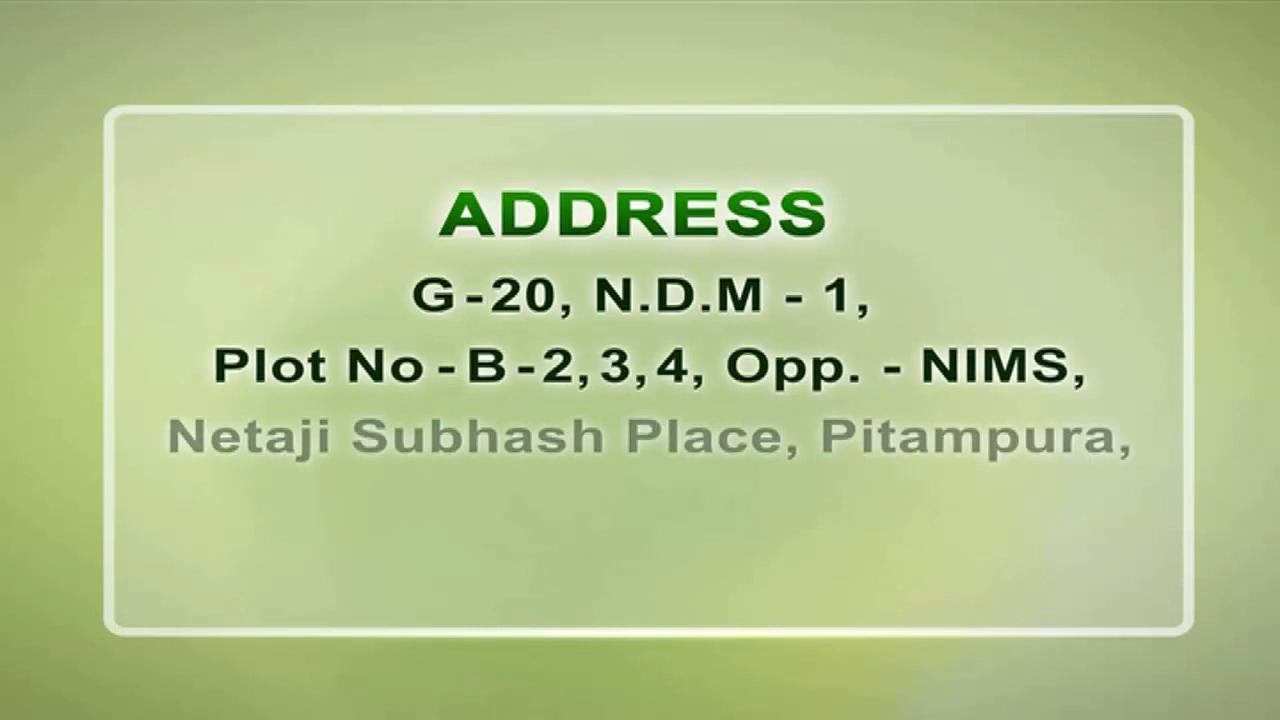 ADDRESS
G-20, N.D.M - 1,
Plot No-B-2,3,4, Opp. - NIMS,
Netaji Subhash Place, Pitampura,